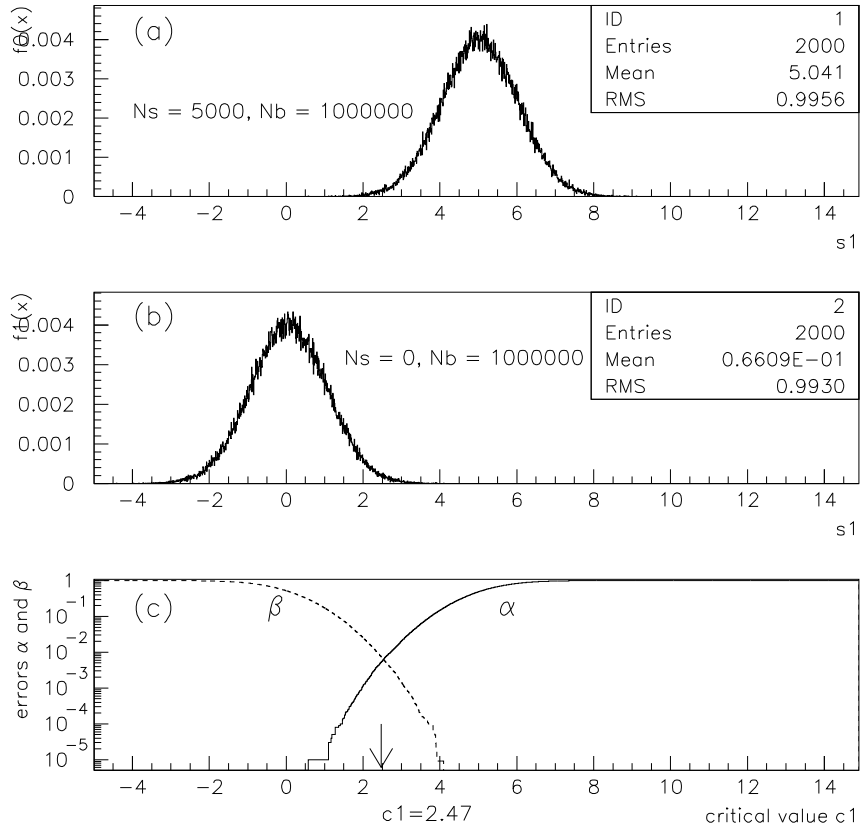 f0(x)
(a)
Ns = 5000, Nb = 1000000
ID 1
Entries 2000
Mean 5.041
RMS 0.9956
0.004
0.003
0.002
0.001
0
−4 −2 0 2 4 6 8 10 12 14
s1
f1(x)
(b)
Ns = 0, Nb = 1000000
ID 2
Entries 2000
Mean 0.6609E−01
RMS 0.9930
0.004
0.003
0.002
0.001
0
−4 −2 0 2 4 6 8 10 12 14
s1
errors α and β
(c)
β
α
1
10⁻¹
10⁻²
10⁻³
10⁻⁴
10⁻⁵
−4 −2 0 2 4 6 8 10 12 14
c1=2.47
critical value c1